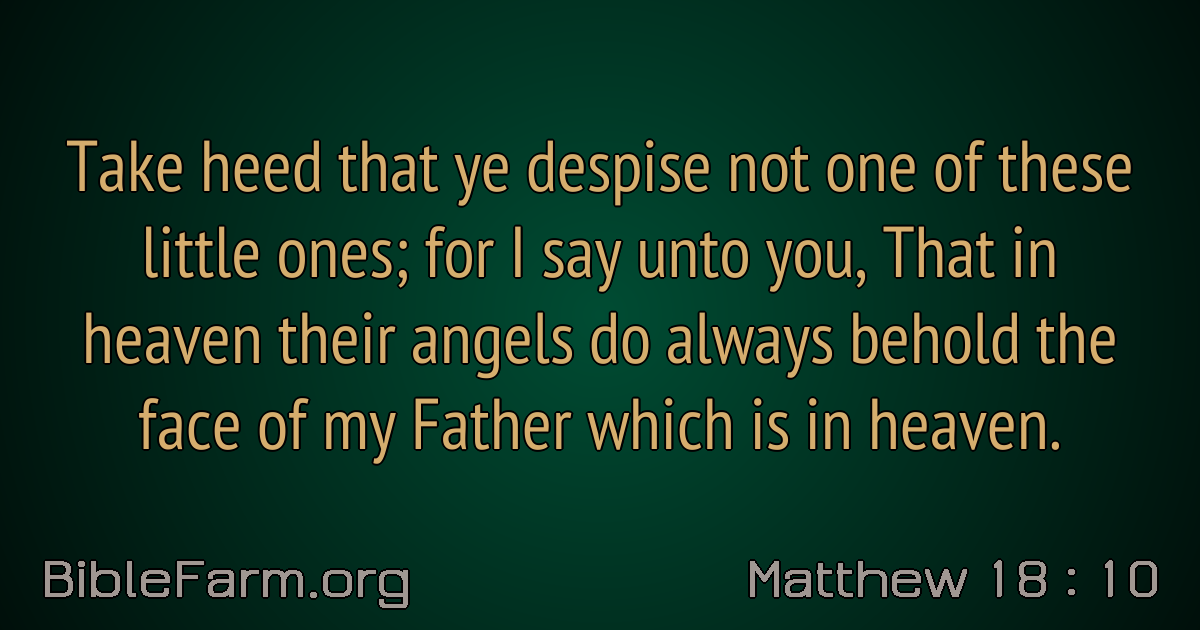 Take heed that ye despise not one of these
little ones; for I say unto you, That in
heaven their angels do always behold the
face of my Father which is in heaven.
BibleFarm.org
Matthew 18 : 10